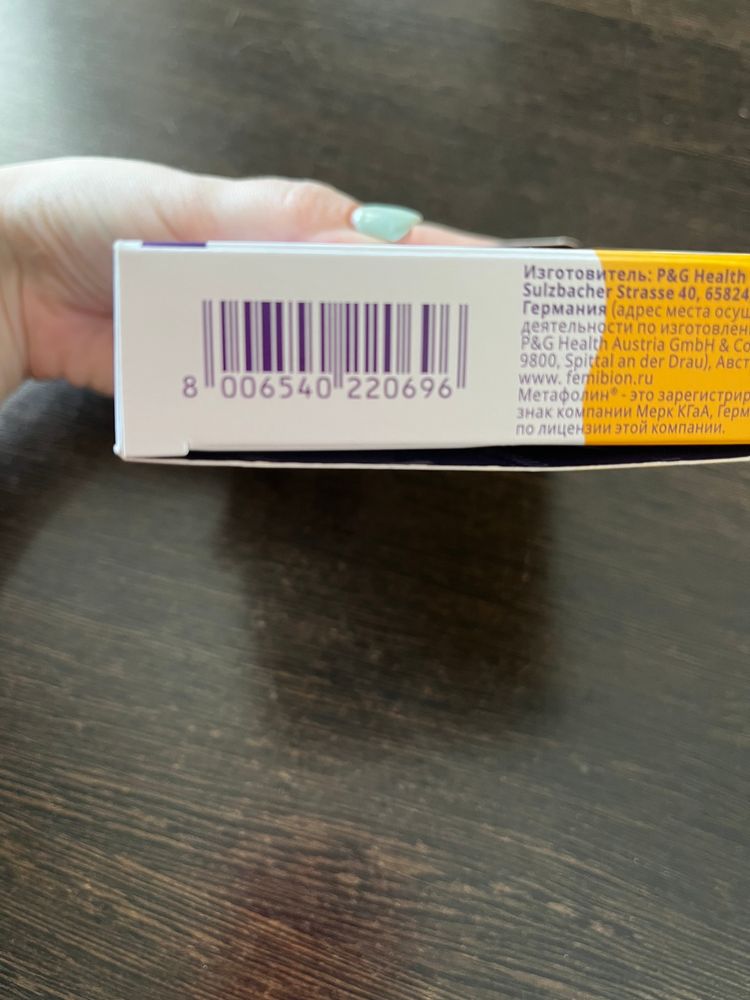 8 006540 220696
Изготовитель: P&G Health
Sulzbacher Strasse 40, 65824
Германия (адрес места осущ
деятельности по изготовлен
P&G Health Austria GmbH & Co
9800, Spittal an der Drau), Авст
www. femibion.ru
Метафолин® - это зарегистрир
знак компании Мерк КГаА, Герм
по лицензии этой компании.